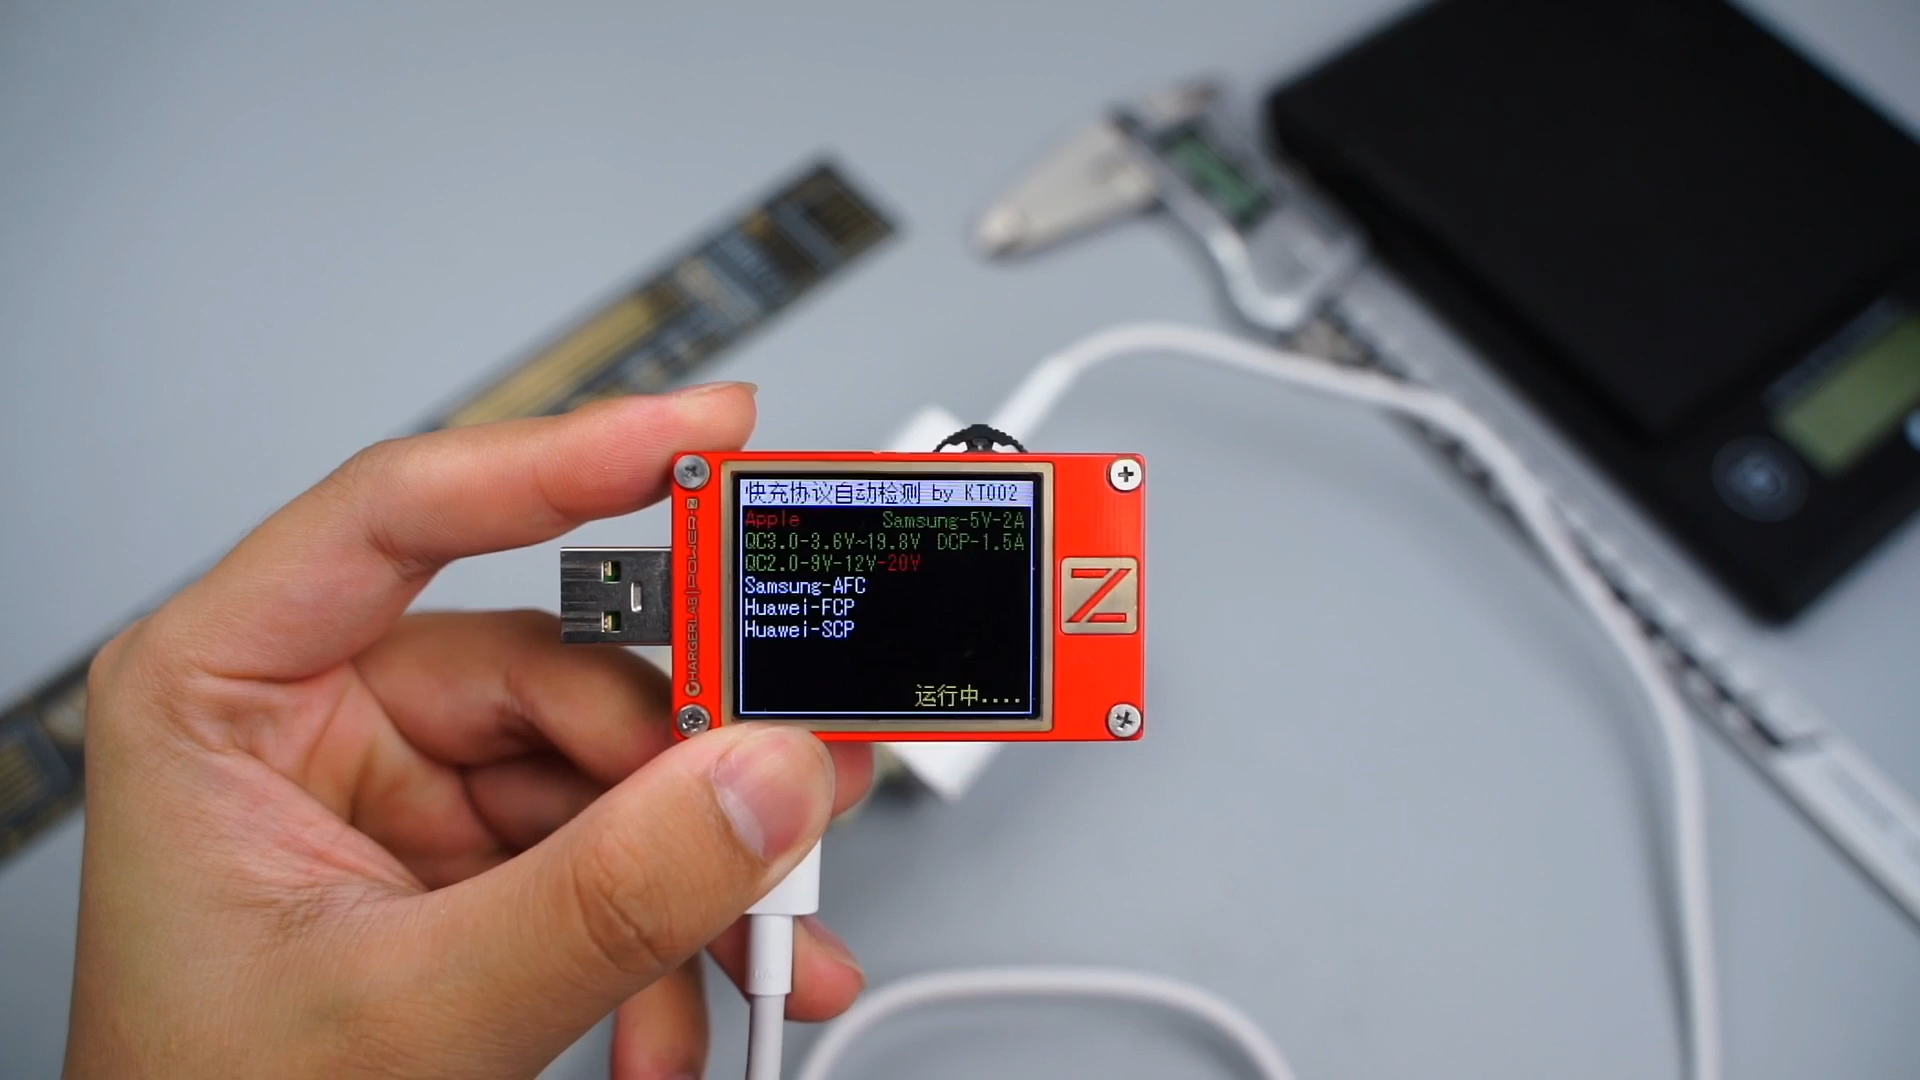 快充协议自动检测 by KT002
Apple Samsung-5V-2A
QC3.0-3.6V~19.8V DCP-1.5A
QC2.0-9V-12V-20V
Samsung-AFC
Huawei-FCP
Huawei-SCP
运行中....
CHARGERLAB | POWER-Z
Z